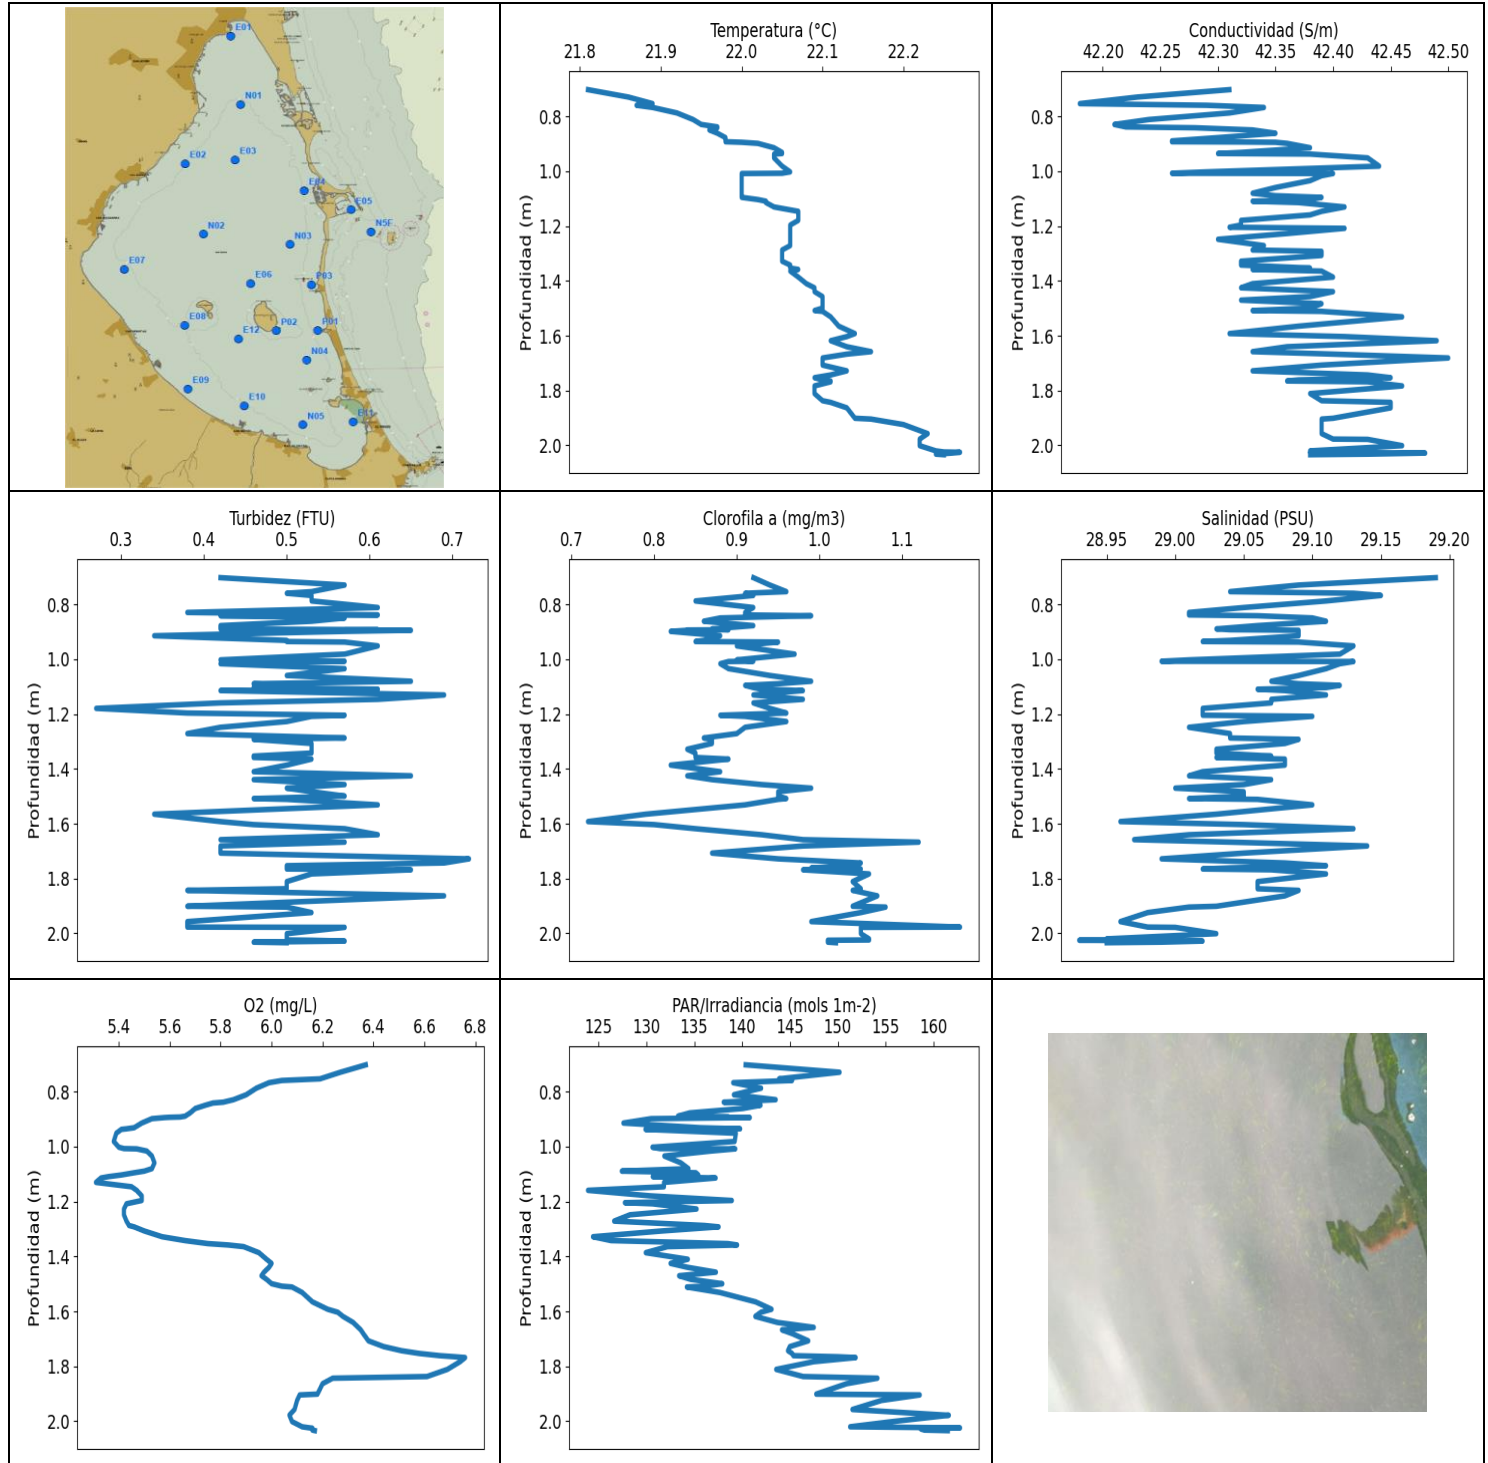 E01
N01
E02
E03
E04
E05
N5F
N02
N03
E07
E06
P03
E08
E12
P02
P01
N04
E09
E10
N05
E11
Temperatura (°C)
21.8 21.9 22.0 22.1 22.2
Profundidad (m)
0.8
1.0
1.2
1.4
1.6
1.8
2.0
Conductividad (S/m)
42.20 42.25 42.30 42.35 42.40 42.45 42.50
Profundidad (m)
0.8
1.0
1.2
1.4
1.6
1.8
2.0
Turbidez (FTU)
0.3 0.4 0.5 0.6 0.7
Profundidad (m)
0.8
1.0
1.2
1.4
1.6
1.8
2.0
Clorofila a (mg/m3)
0.7 0.8 0.9 1.0 1.1
Profundidad (m)
0.8
1.0
1.2
1.4
1.6
1.8
2.0
Salinidad (PSU)
28.95 29.00 29.05 29.10 29.15 29.20
Profundidad (m)
0.8
1.0
1.2
1.4
1.6
1.8
2.0
O2 (mg/L)
5.4 5.6 5.8 6.0 6.2 6.4 6.6 6.8
Profundidad (m)
0.8
1.0
1.2
1.4
1.6
1.8
2.0
PAR/Irradiancia (mols 1m-2)
125 130 135 140 145 150 155 160
Profundidad (m)
0.8
1.0
1.2
1.4
1.6
1.8
2.0